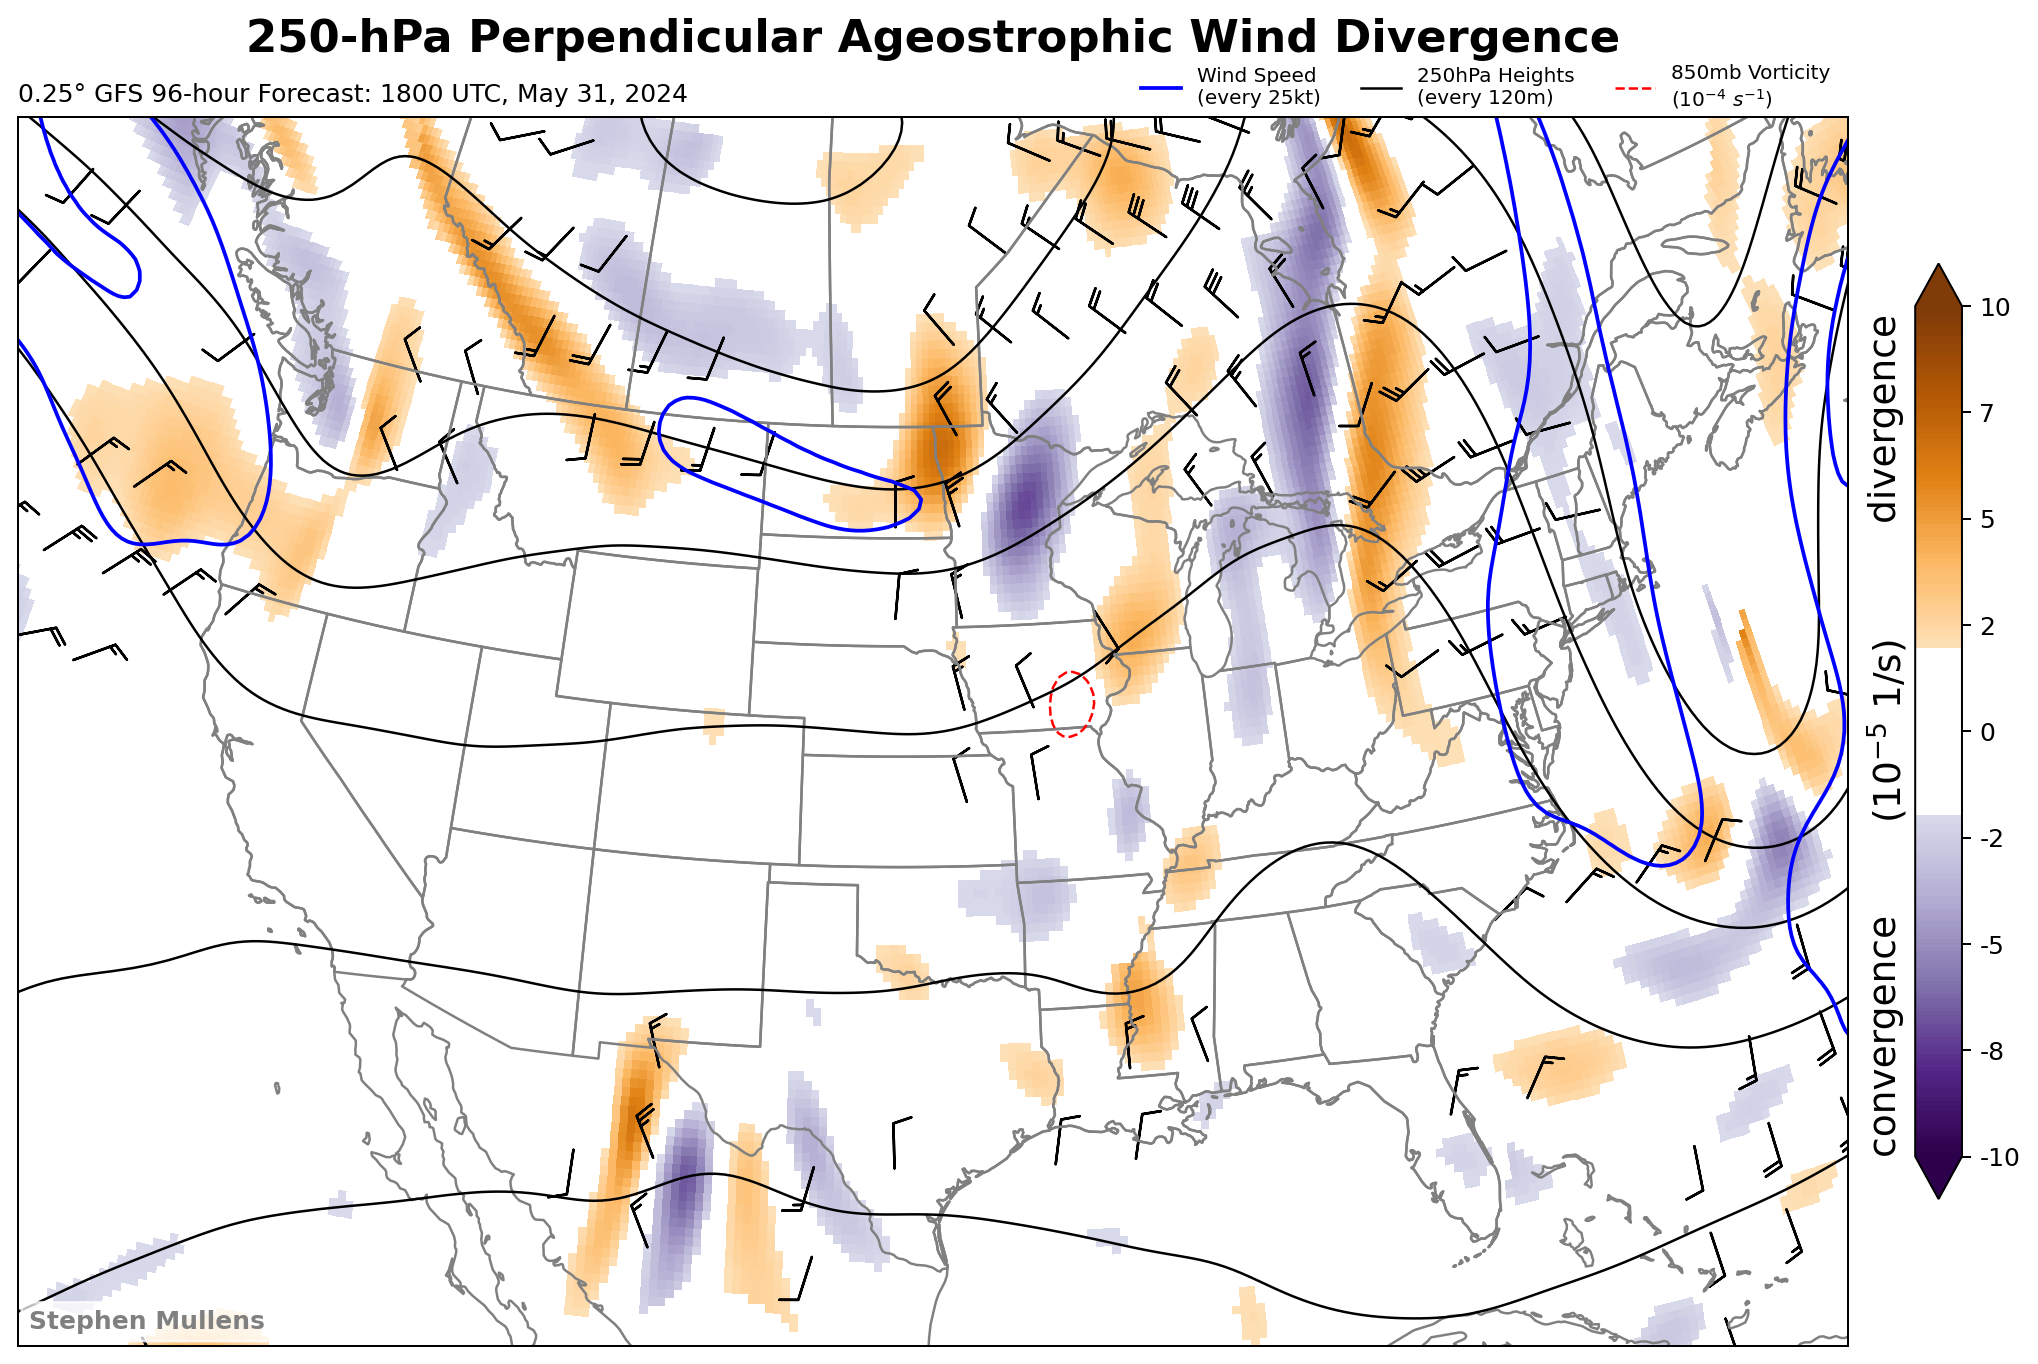 250-hPa Perpendicular Ageostrophic Wind Divergence
0.25° GFS 96-hour Forecast: 1800 UTC, May 31, 2024
Wind Speed
(every 25kt)
250hPa Heights
(every 120m)
850mb Vorticity
(10⁻⁴ s⁻¹)
10
7
5
2
0
-2
-5
-8
-10
convergence (10⁻⁵ 1/s) divergence
Stephen Mullens